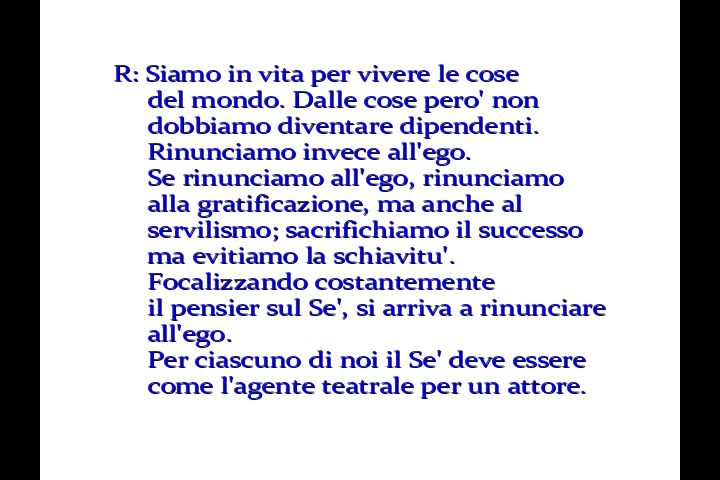 R: Siamo in vita per vivere le cose
del mondo. Dalle cose pero' non
dobbiamo diventare dipendenti.
Rinunciamo invece all'ego.
Se rinunciamo all'ego, rinunciamo
alla gratificazione, ma anche al
servilismo; sacrifichiamo il successo
ma evitiamo la schiavitu'.
Focalizzando costantemente
il pensier sul Se', si arriva a rinunciare
all'ego.
Per ciascuno di noi il Se' deve essere
come l'agente teatrale per un attore.